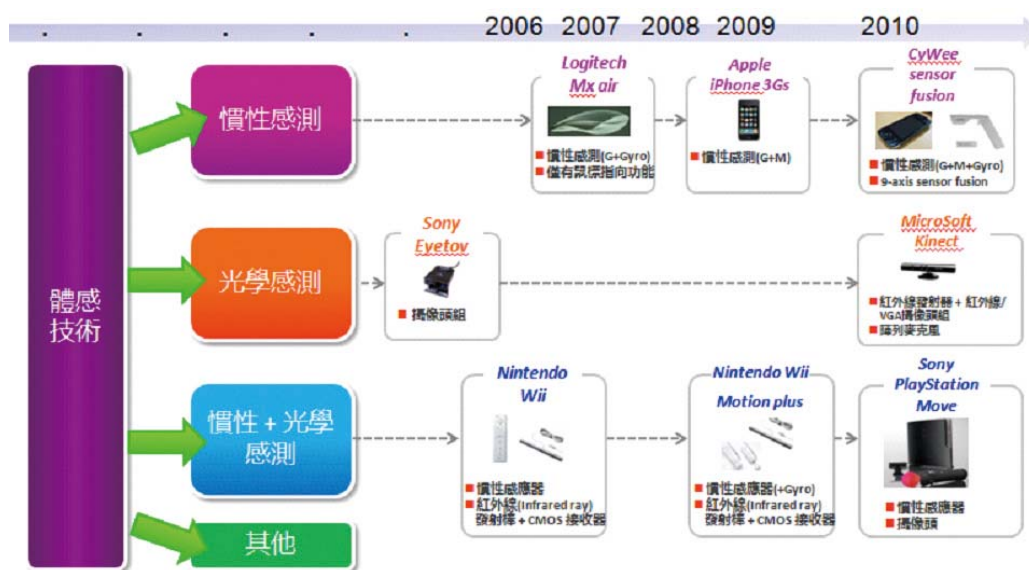 2006 2007 2008 2009 2010
體感
技術
慣性感測
Logitech
Mx air
慣性感測(G+Gyro)
僅有鼠標指向功能
Apple
iPhone 3Gs
慣性感測(G+M)
CyWee
sensor
fusion
慣性感測(G+M+Gyro)
9-axis sensor fusion
光學感測
Sony
Eyetov
攝像頭組
MicroSoft
Kinect
紅外線發射器 + 紅外線/
VGA攝像頭組
陣列麥克風
慣性 + 光學
感測
Nintendo
Wii
慣性感應器
紅外線(Infrared ray)
發射棒 + CMOS 接收器
Nintendo Wii
Motion plus
慣性感應器(+Gyro)
紅外線(Infrared ray)
發射棒 + CMOS 接收器
Sony
PlayStation
Move
慣性感應器
攝像頭
其他